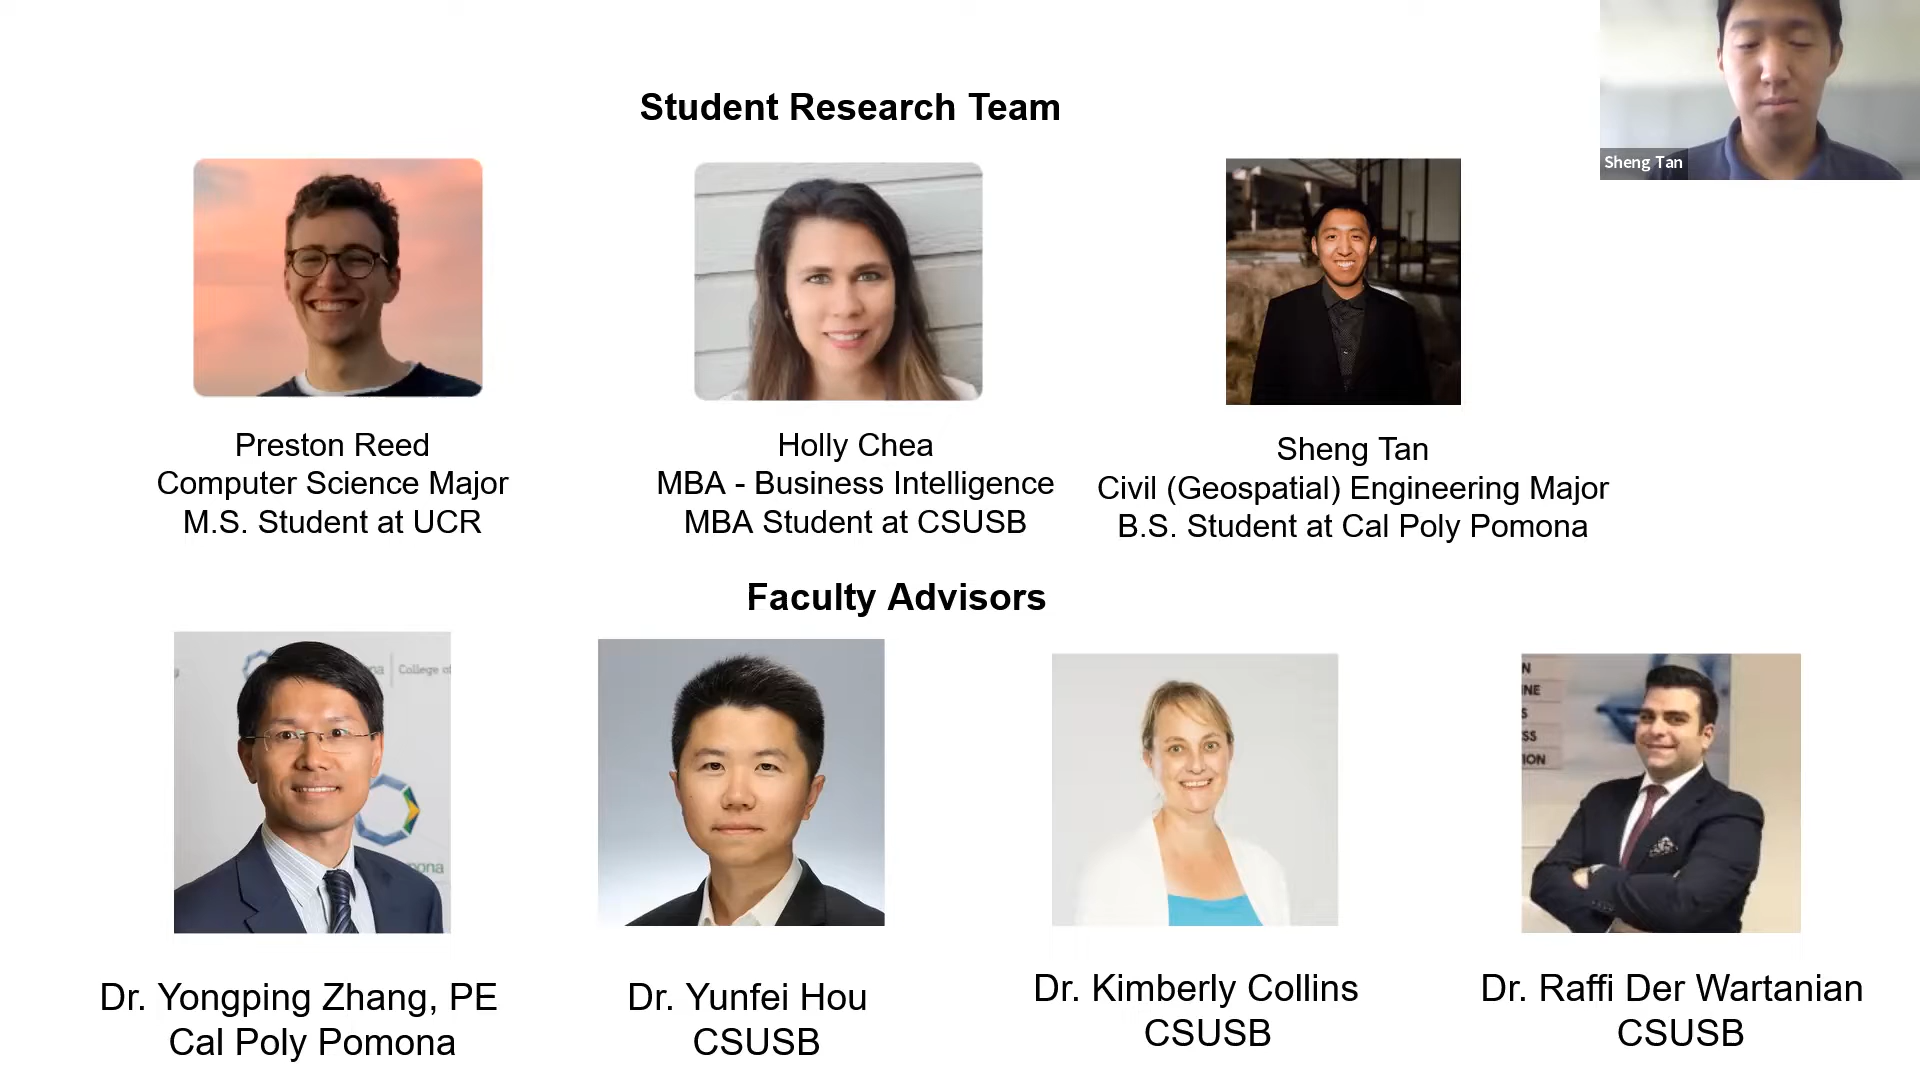 Student Research Team
Sheng Tan
Preston Reed
Computer Science Major
M.S. Student at UCR
Holly Chea
MBA - Business Intelligence
MBA Student at CSUSB
Sheng Tan
Civil (Geospatial) Engineering Major
B.S. Student at Cal Poly Pomona
Faculty Advisors
College of
Dr. Yongping Zhang, PE
Cal Poly Pomona
Dr. Yunfei Hou
CSUSB
Dr. Kimberly Collins
CSUSB
Dr. Raffi Der Wartanian
CSUSB